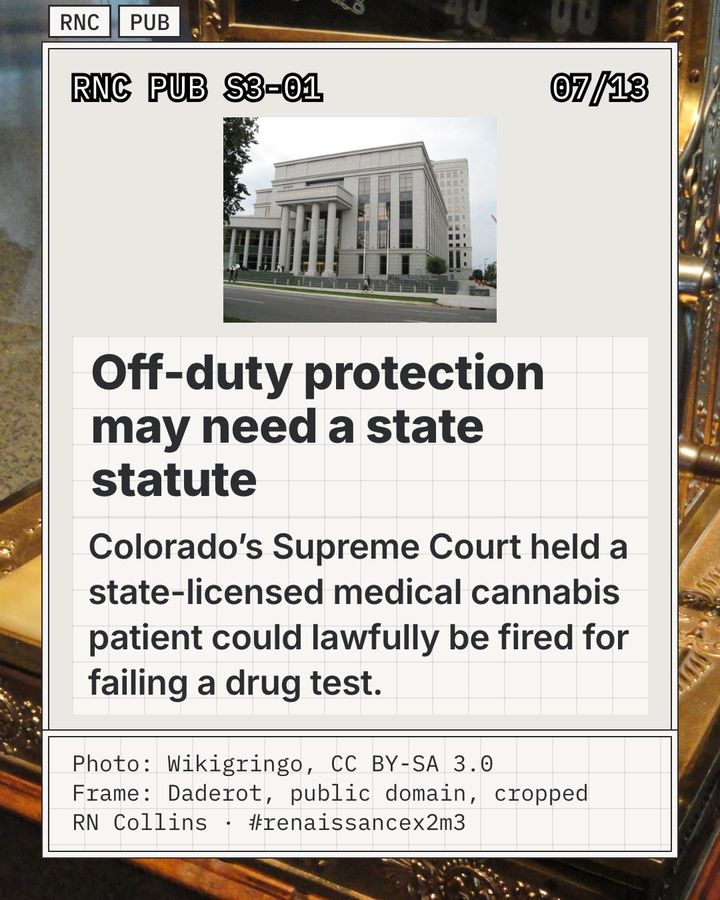 RNC PUB
RNC PUB S3-01 07/13
Off-duty protection
may need a state
statute
Colorado’s Supreme Court held a
state-licensed medical cannabis
patient could lawfully be fired for
failing a drug test.
Photo: Wikigringo, CC BY-SA 3.0
Frame: Daderot, public domain, cropped
RN Collins · #renaissancex2m3